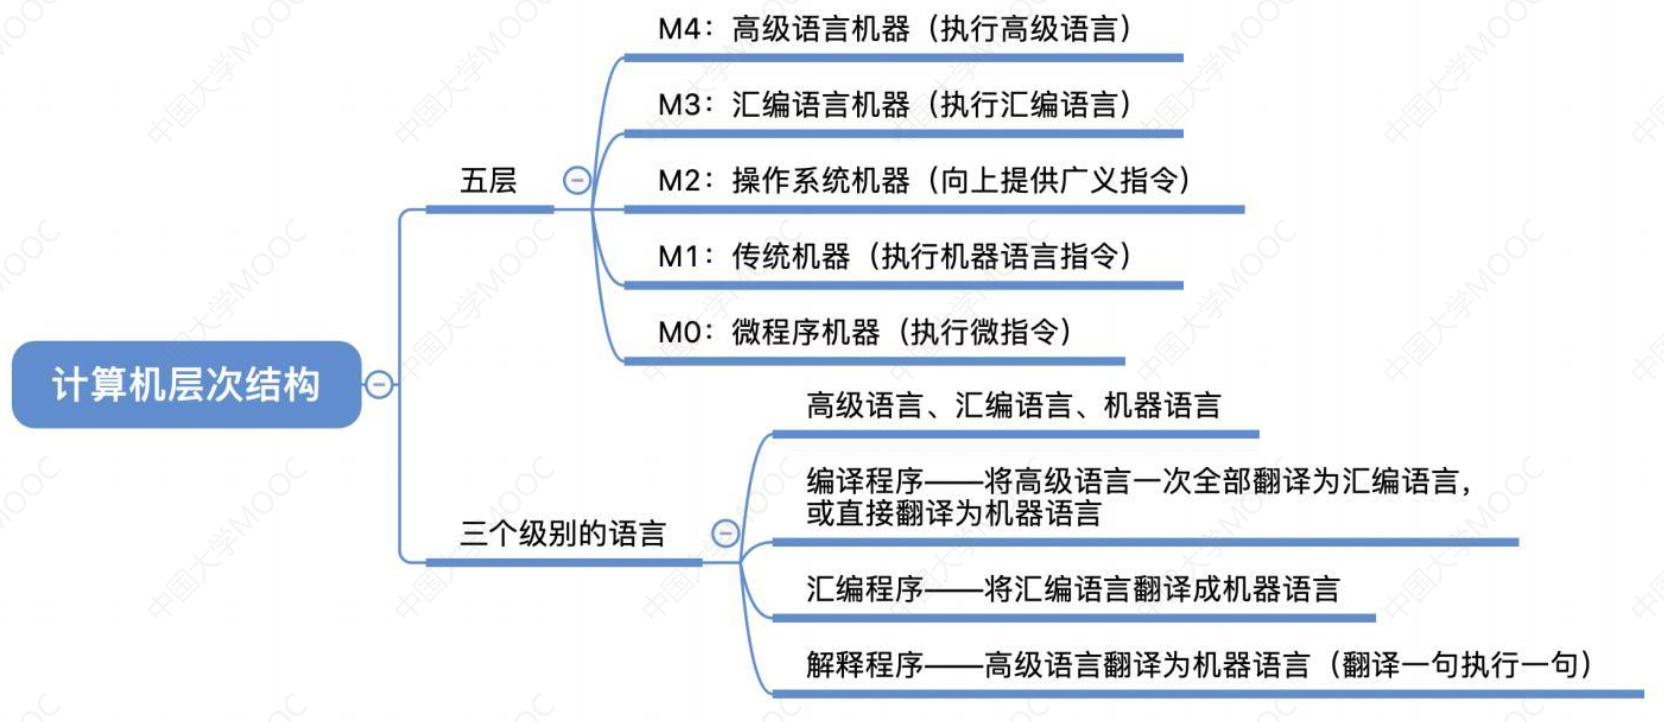 M4：高级语言机器（执行高级语言）
M3：汇编语言机器（执行汇编语言）
五层
M2：操作系统机器（向上提供广义指令）
M1：传统机器（执行机器语言指令）
M0：微程序机器（执行微指令）
计算机层次结构
高级语言、汇编语言、机器语言
编译程序——将高级语言一次全部翻译为汇编语言，
或直接翻译为机器语言
三个级别的语言
汇编程序——将汇编语言翻译成机器语言
解释程序——高级语言翻译为机器语言（翻译一句执行一句）
中国大学MOOC